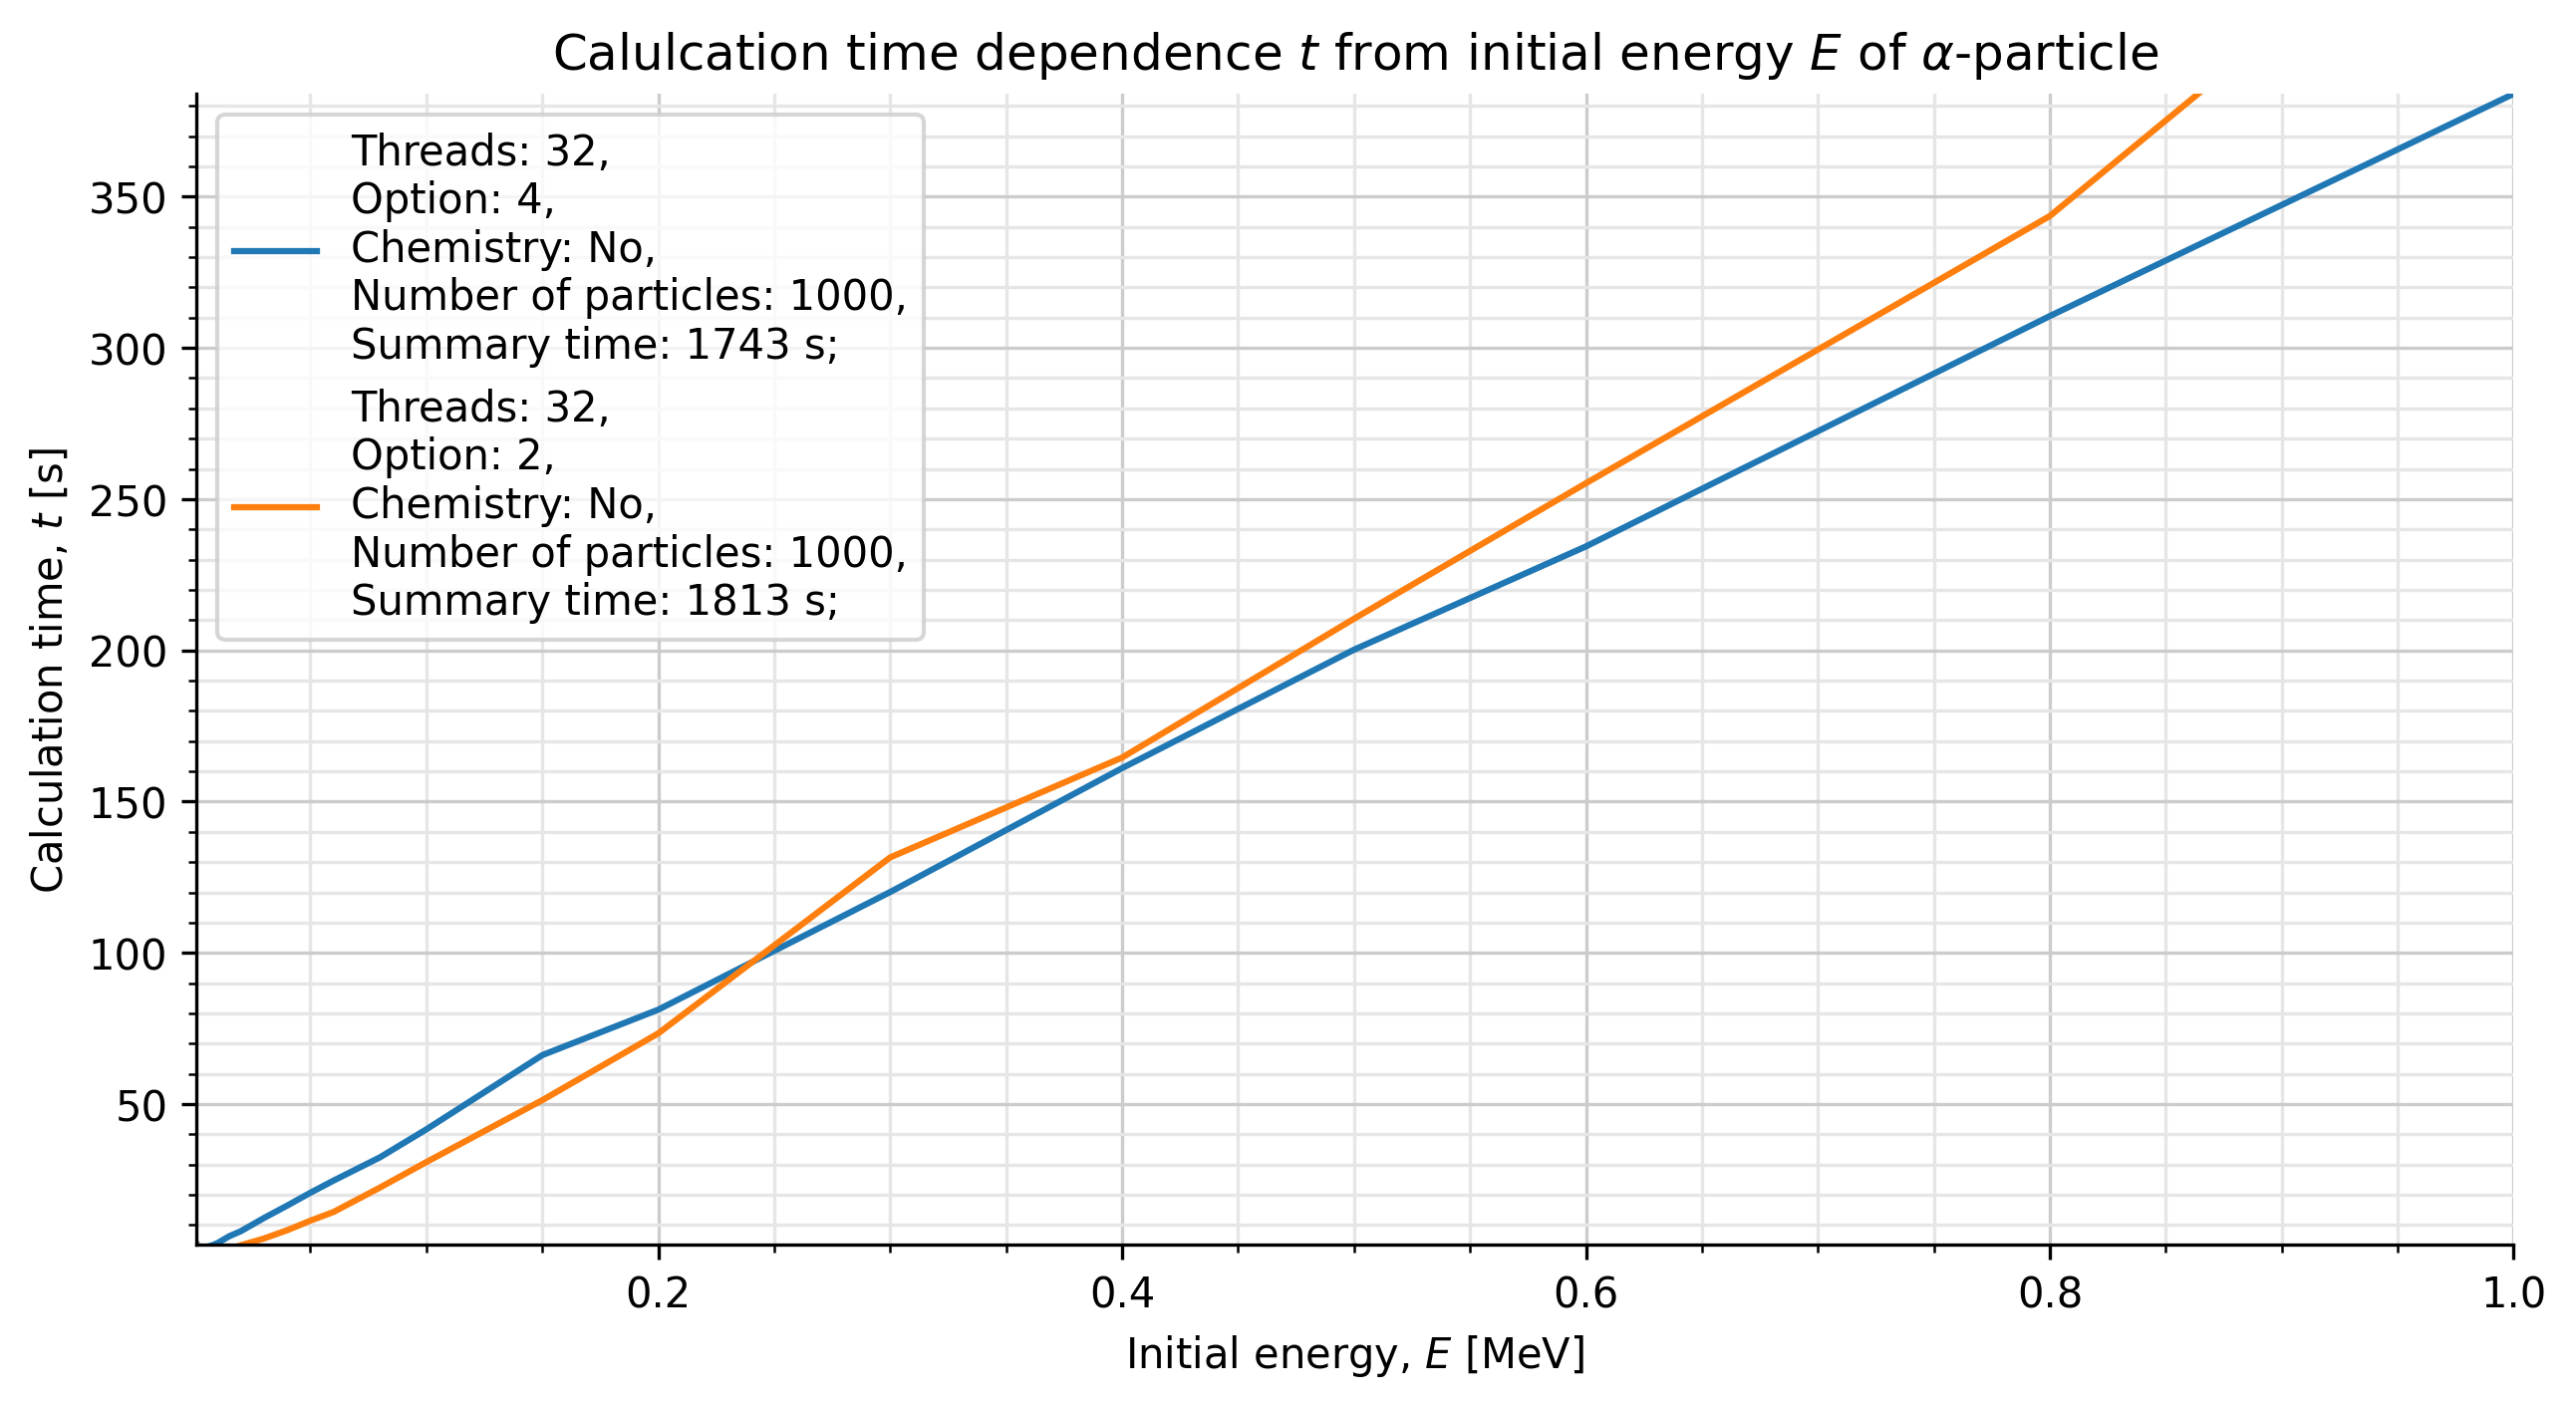 Calulcation time dependence t from initial energy E of α-particle
Threads: 32,
Option: 4,
Chemistry: No,
Number of particles: 1000,
Summary time: 1743 s;
Threads: 32,
Option: 2,
Chemistry: No,
Number of particles: 1000,
Summary time: 1813 s;
Calculation time, t [s]
350
300
250
200
150
100
50
0.2
0.4
0.6
0.8
1.0
Initial energy, E [MeV]